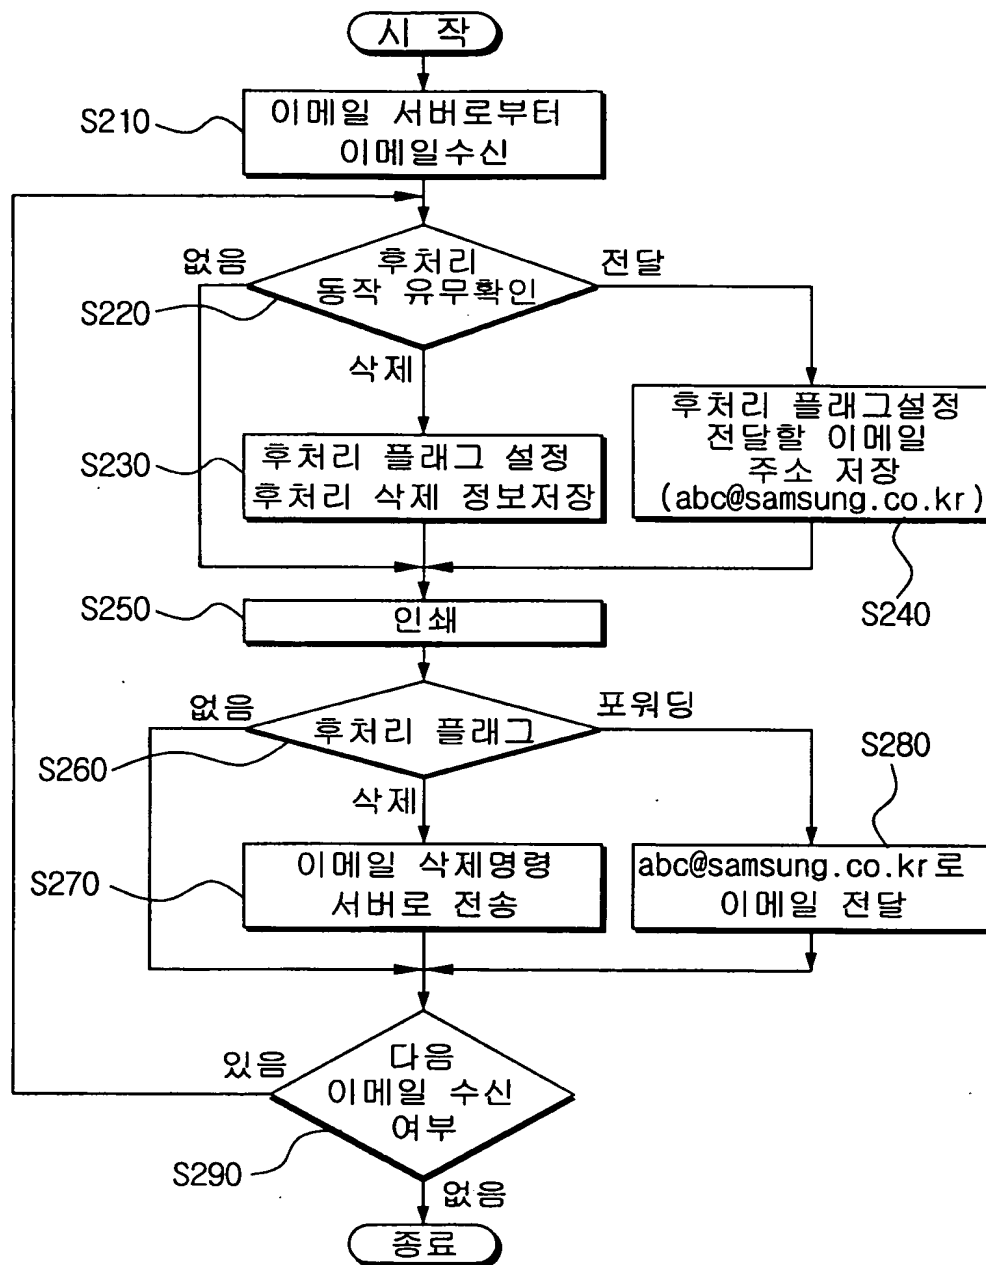 시 작
S210
이메일 서버로부터
이메일수신
없음
후처리
동작 유무확인
전달
S220
삭제
S230
후처리 플래그 설정
후처리 삭제 정보저장
후처리 플래그설정
전달할 이메일
주소 저장
(abc@samsung.co.kr)
S240
S250
인쇄
없음
후처리 플래그
포워딩
S260
삭제
S280
S270
이메일 삭제명령
서버로 전송
abc@samsung.co.kr로
이메일 전달
있음
다음
이메일 수신
여부
S290
없음
종료